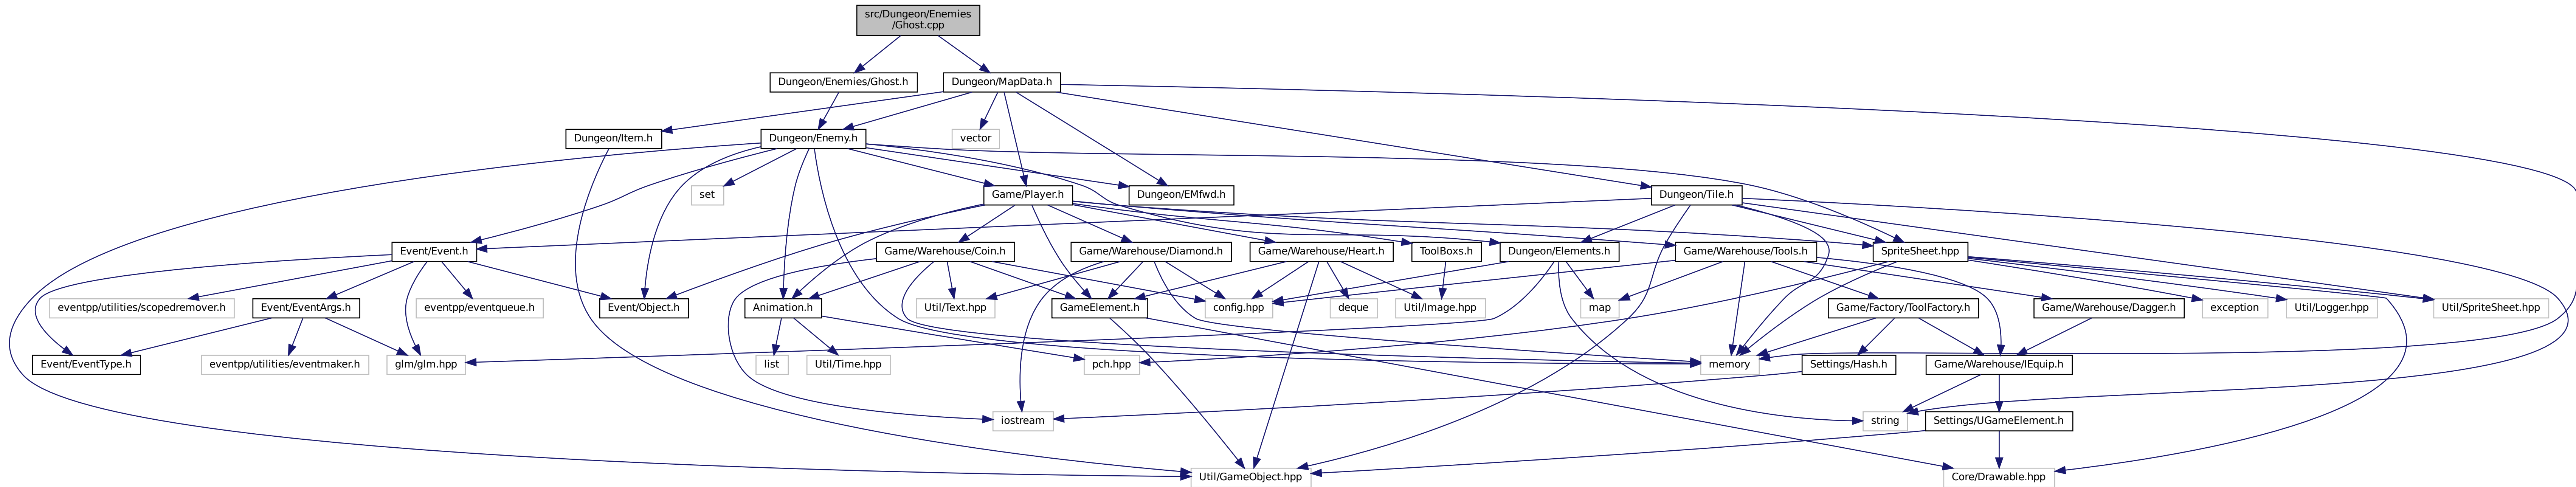 src/Dungeon/Enemies
/Ghost.cpp
Dungeon/Enemies/Ghost.h
Dungeon/MapData.h
Dungeon/Item.h
Dungeon/Enemy.h
vector
set
Game/Player.h
Dungeon/EMfwd.h
Dungeon/Tile.h
Event/Event.h
Game/Warehouse/Coin.h
Game/Warehouse/Diamond.h
Game/Warehouse/Heart.h
ToolBoxs.h
Dungeon/Elements.h
Game/Warehouse/Tools.h
SpriteSheet.hpp
eventpp/utilities/scopedremover.h
Event/EventArgs.h
eventpp/eventqueue.h
Event/Object.h
Animation.h
Util/Text.hpp
GameElement.h
config.hpp
deque
Util/Image.hpp
map
Game/Factory/ToolFactory.h
Game/Warehouse/Dagger.h
exception
Util/Logger.hpp
Util/SpriteSheet.hpp
Event/EventType.h
eventpp/utilities/eventmaker.h
glm/glm.hpp
list
Util/Time.hpp
pch.hpp
memory
Settings/Hash.h
Game/Warehouse/IEquip.h
iostream
string
Settings/UGameElement.h
Util/GameObject.hpp
Core/Drawable.hpp